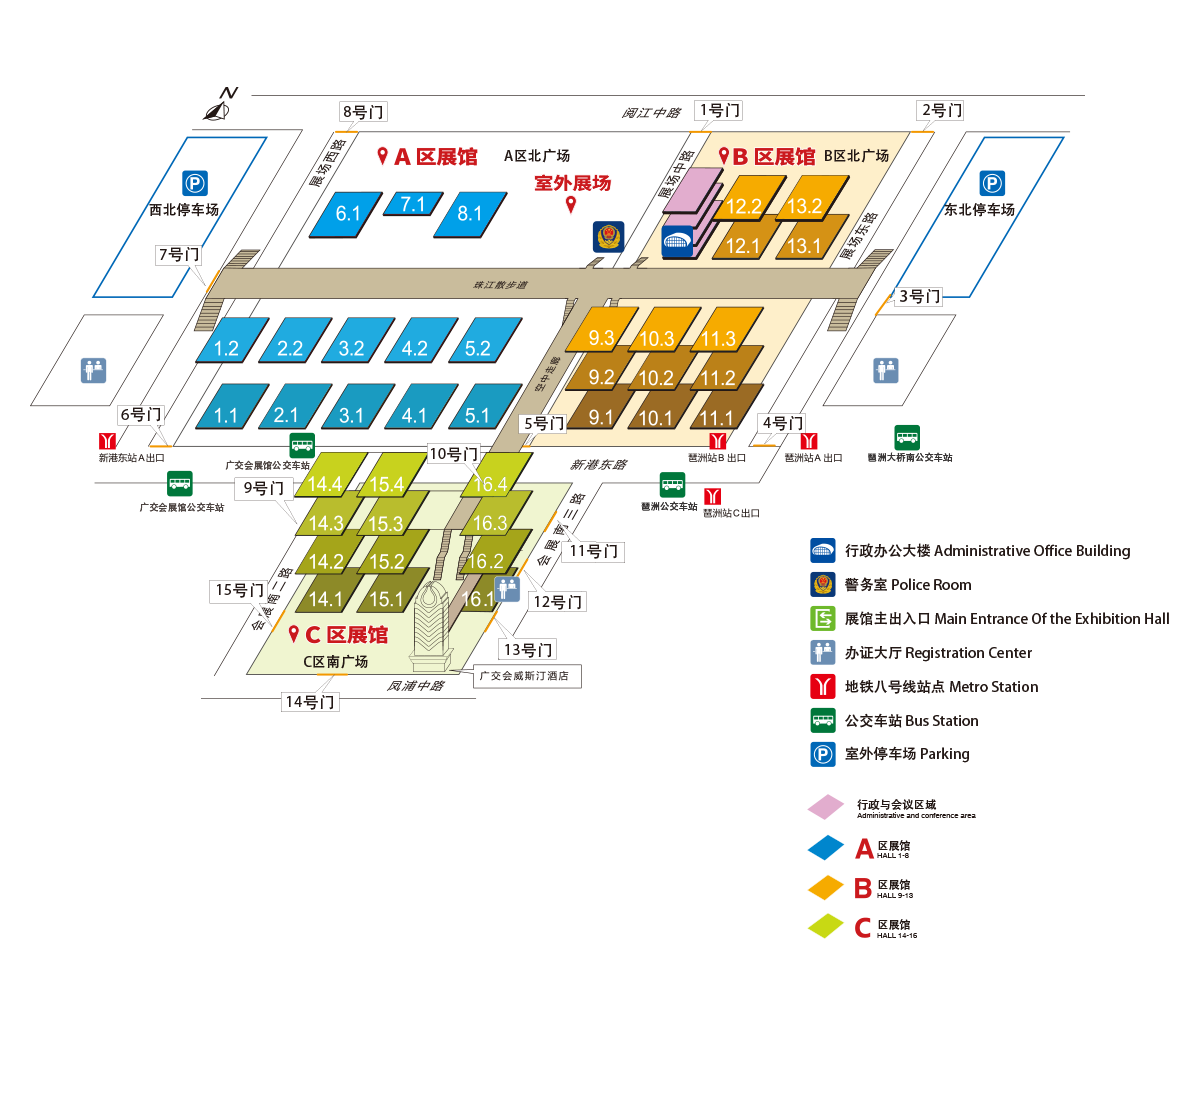 N
阅江中路
8号门
1号门
2号门
展场西路
A 区展馆
A区北广场
展场中路
B 区展馆
B区北广场
室外展场
西北停车场
东北停车场
6.1
7.1
8.1
12.2
13.2
12.1
13.1
展场东路
7号门
珠江散步道
3号门
1.2
2.2
3.2
4.2
5.2
9.3
10.3
11.3
空中走廊
9.2
10.2
11.2
1.1
2.1
3.1
4.1
5.1
9.1
10.1
11.1
6号门
5号门
4号门
新港东站A出口
广交会展馆公交车站
10号门
新港东路
琶洲站B 出口
琶洲站A 出口
琶洲大桥南公交车站
广交会展馆公交车站
9号门
14.4
15.4
16.4
琶洲公交车站
琶洲站C出口
14.3
15.3
16.3
会展南三路
11号门
14.2
15.2
16.2
15号门
会展南二路
14.1
15.1
16.1
12号门
C 区展馆
C区南广场
13号门
广交会威斯汀酒店
凤浦中路
14号门
行政办公大楼 Administrative Office Building
警务室 Police Room
展馆主出入口 Main Entrance Of the Exhibition Hall
办证大厅 Registration Center
地铁八号线站点 Metro Station
公交车站 Bus Station
室外停车场 Parking
行政与会议区域
Administrative and conference area
A 区展馆
HALL 1-8
B 区展馆
HALL 9-13
C 区展馆
HALL 14-16